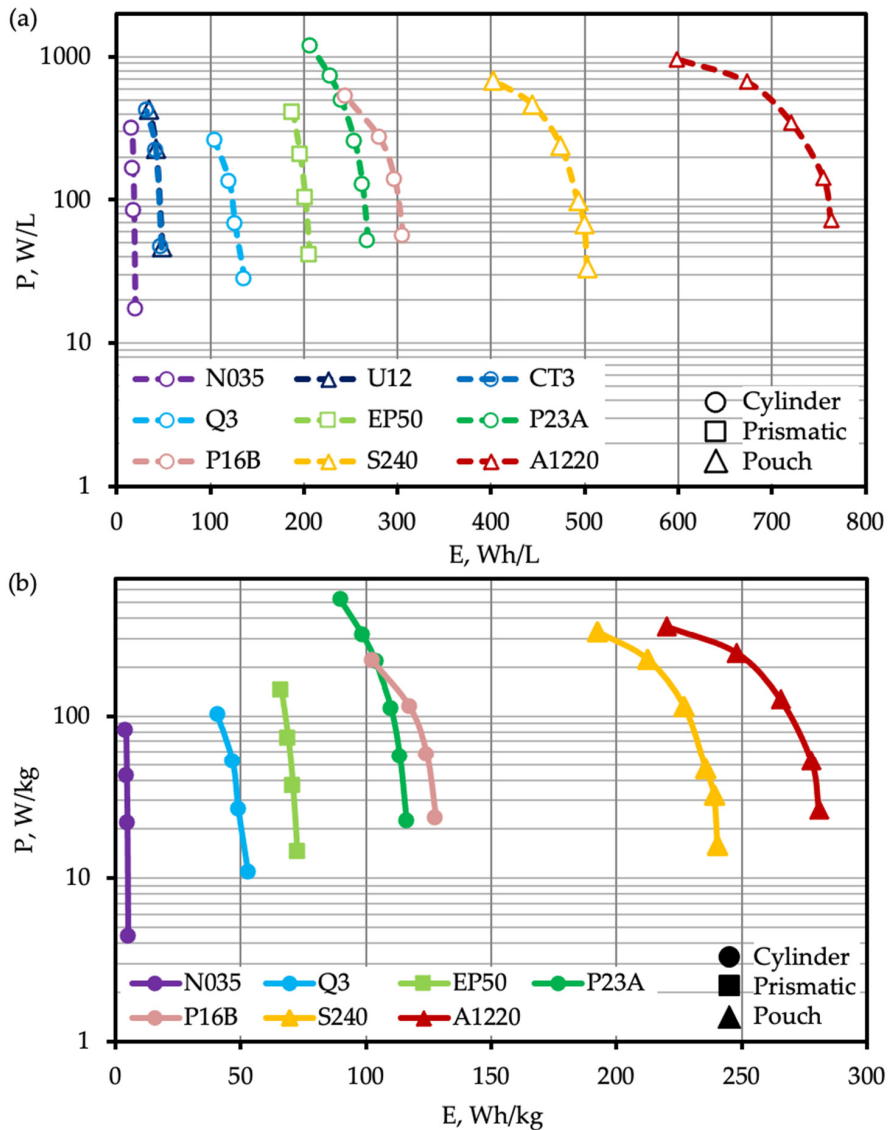 (a)
1000
100
10
1
P, W/L
N035 U12 CT3
Q3 EP50 P23A
P16B S240 A1220
Cylinder
Prismatic
Pouch
0 100 200 300 400 500 600 700 800
E, Wh/L
(b)
100
10
1
P, W/kg
N035 Q3 EP50 P23A
P16B S240 A1220
Cylinder
Prismatic
Pouch
0 50 100 150 200 250 300
E, Wh/kg